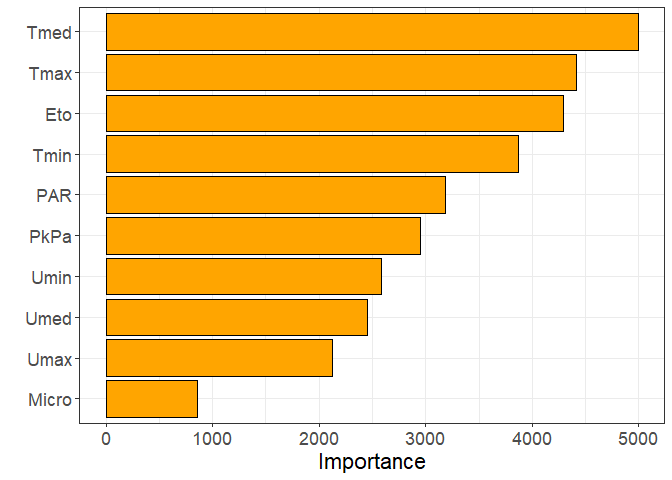 Tmed
Tmax
Eto
Tmin
PAR
PkPa
Umin
Umed
Umax
Micro
0 1000 2000 3000 4000 5000
Importance